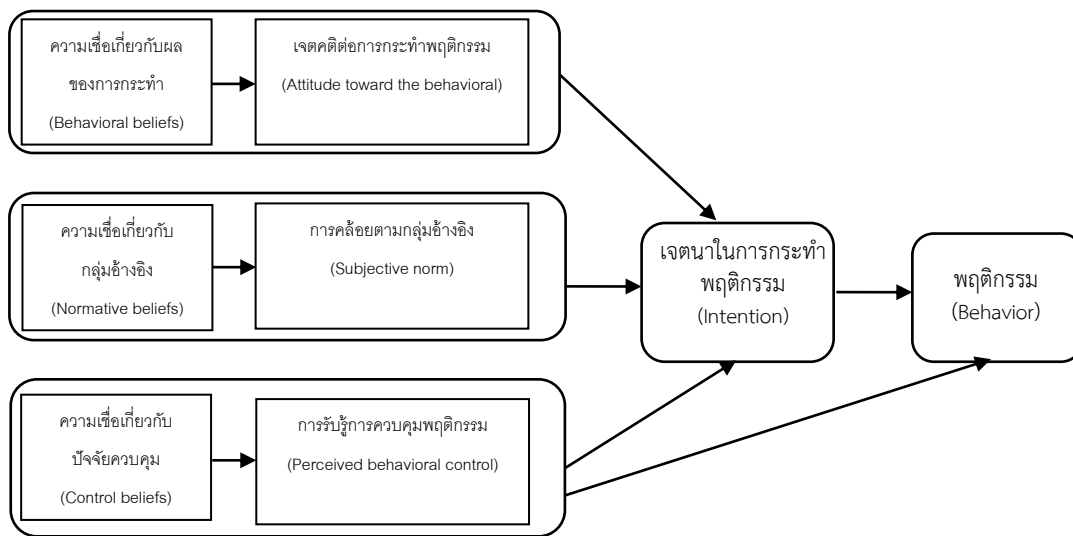 ความเชื่อเกี่ยวกับผล
ของการกระทำ
(Behavioral beliefs)
เจตคติต่อการกระทำพฤติกรรม
(Attitude toward the behavioral)
ความเชื่อเกี่ยวกับ
กลุ่มอ้างอิง
(Normative beliefs)
การคล้อยตามกลุ่มอ้างอิง
(Subjective norm)
ความเชื่อเกี่ยวกับ
ปัจจัยควบคุม
(Control beliefs)
การรับรู้การควบคุมพฤติกรรม
(Perceived behavioral control)
เจตนาในการกระทำ
พฤติกรรม
(Intention)
พฤติกรรม
(Behavior)